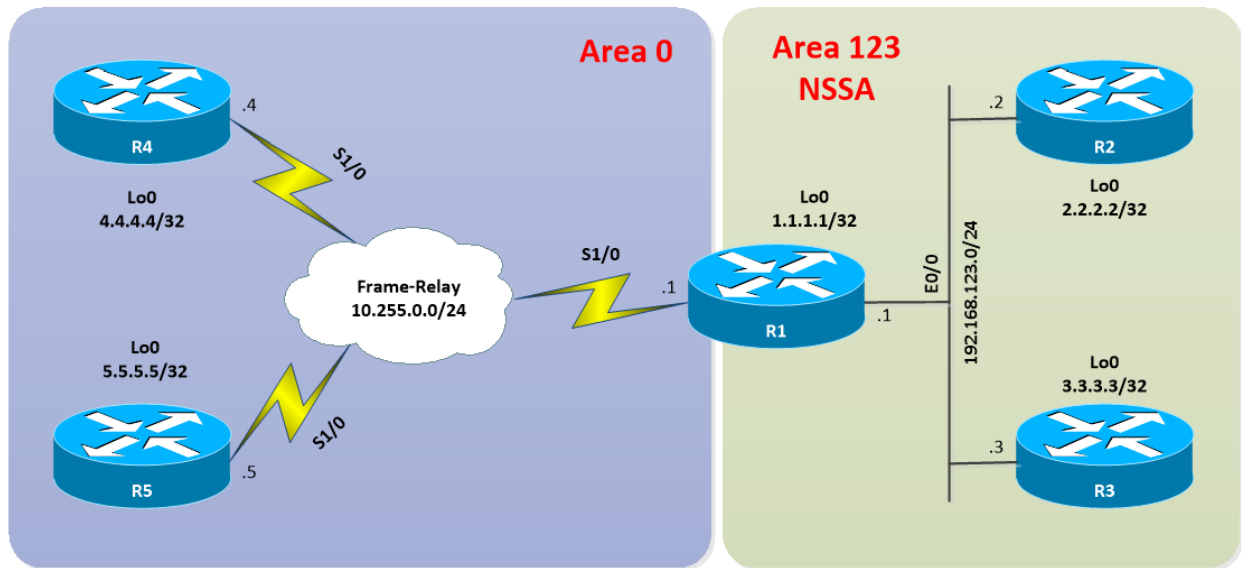 Area 0
Area 123
NSSA
.4
R4
S1/0
Lo0
4.4.4.4/32
Frame-Relay
10.255.0.0/24
S1/0
.1
Lo0
5.5.5.5/32
S1/0
.5
R5
Lo0
1.1.1.1/32
R1
.1
E0/0
192.168.123.0/24
.2
R2
Lo0
2.2.2.2/32
Lo0
3.3.3.3/32
.3
R3